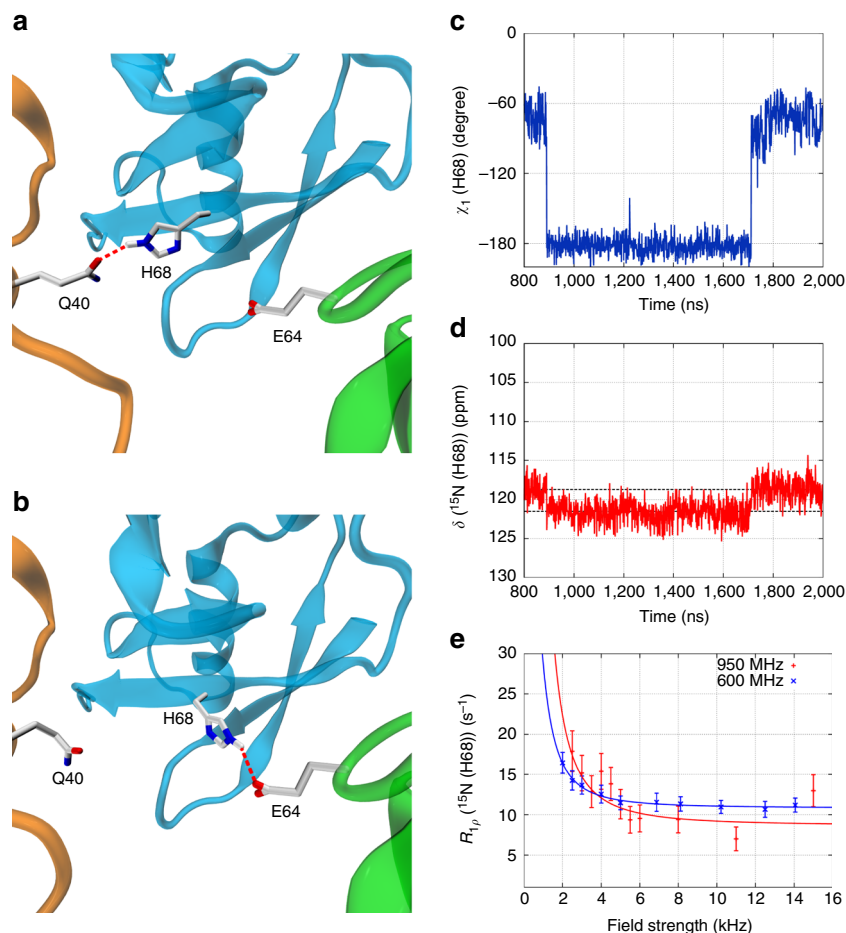 a
Q40
H68
E64
b
H68
Q40
E64
c
0
−60
−120
−180
χ1 (H68) (degree)
800 1,000 1,200 1,400 1,600 1,800 2,000
Time (ns)
d
100
105
110
115
120
125
130
δ (15N (H68)) (ppm)
800 1,000 1,200 1,400 1,600 1,800 2,000
Time (ns)
e
950 MHz
600 MHz
30
25
20
15
10
5
R1ρ (15N (H68)) (s−1)
0 2 4 6 8 10 12 14 16
Field strength (kHz)